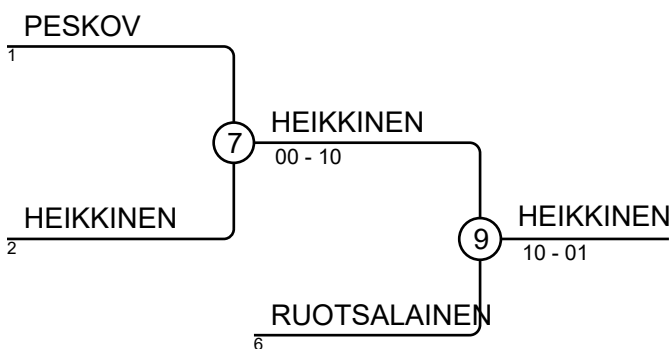 PESKOV
1
HEIKKINEN
7
00 - 10
HEIKKINEN
2
HEIKKINEN
9
10 - 01
RUOTSALAINEN
6